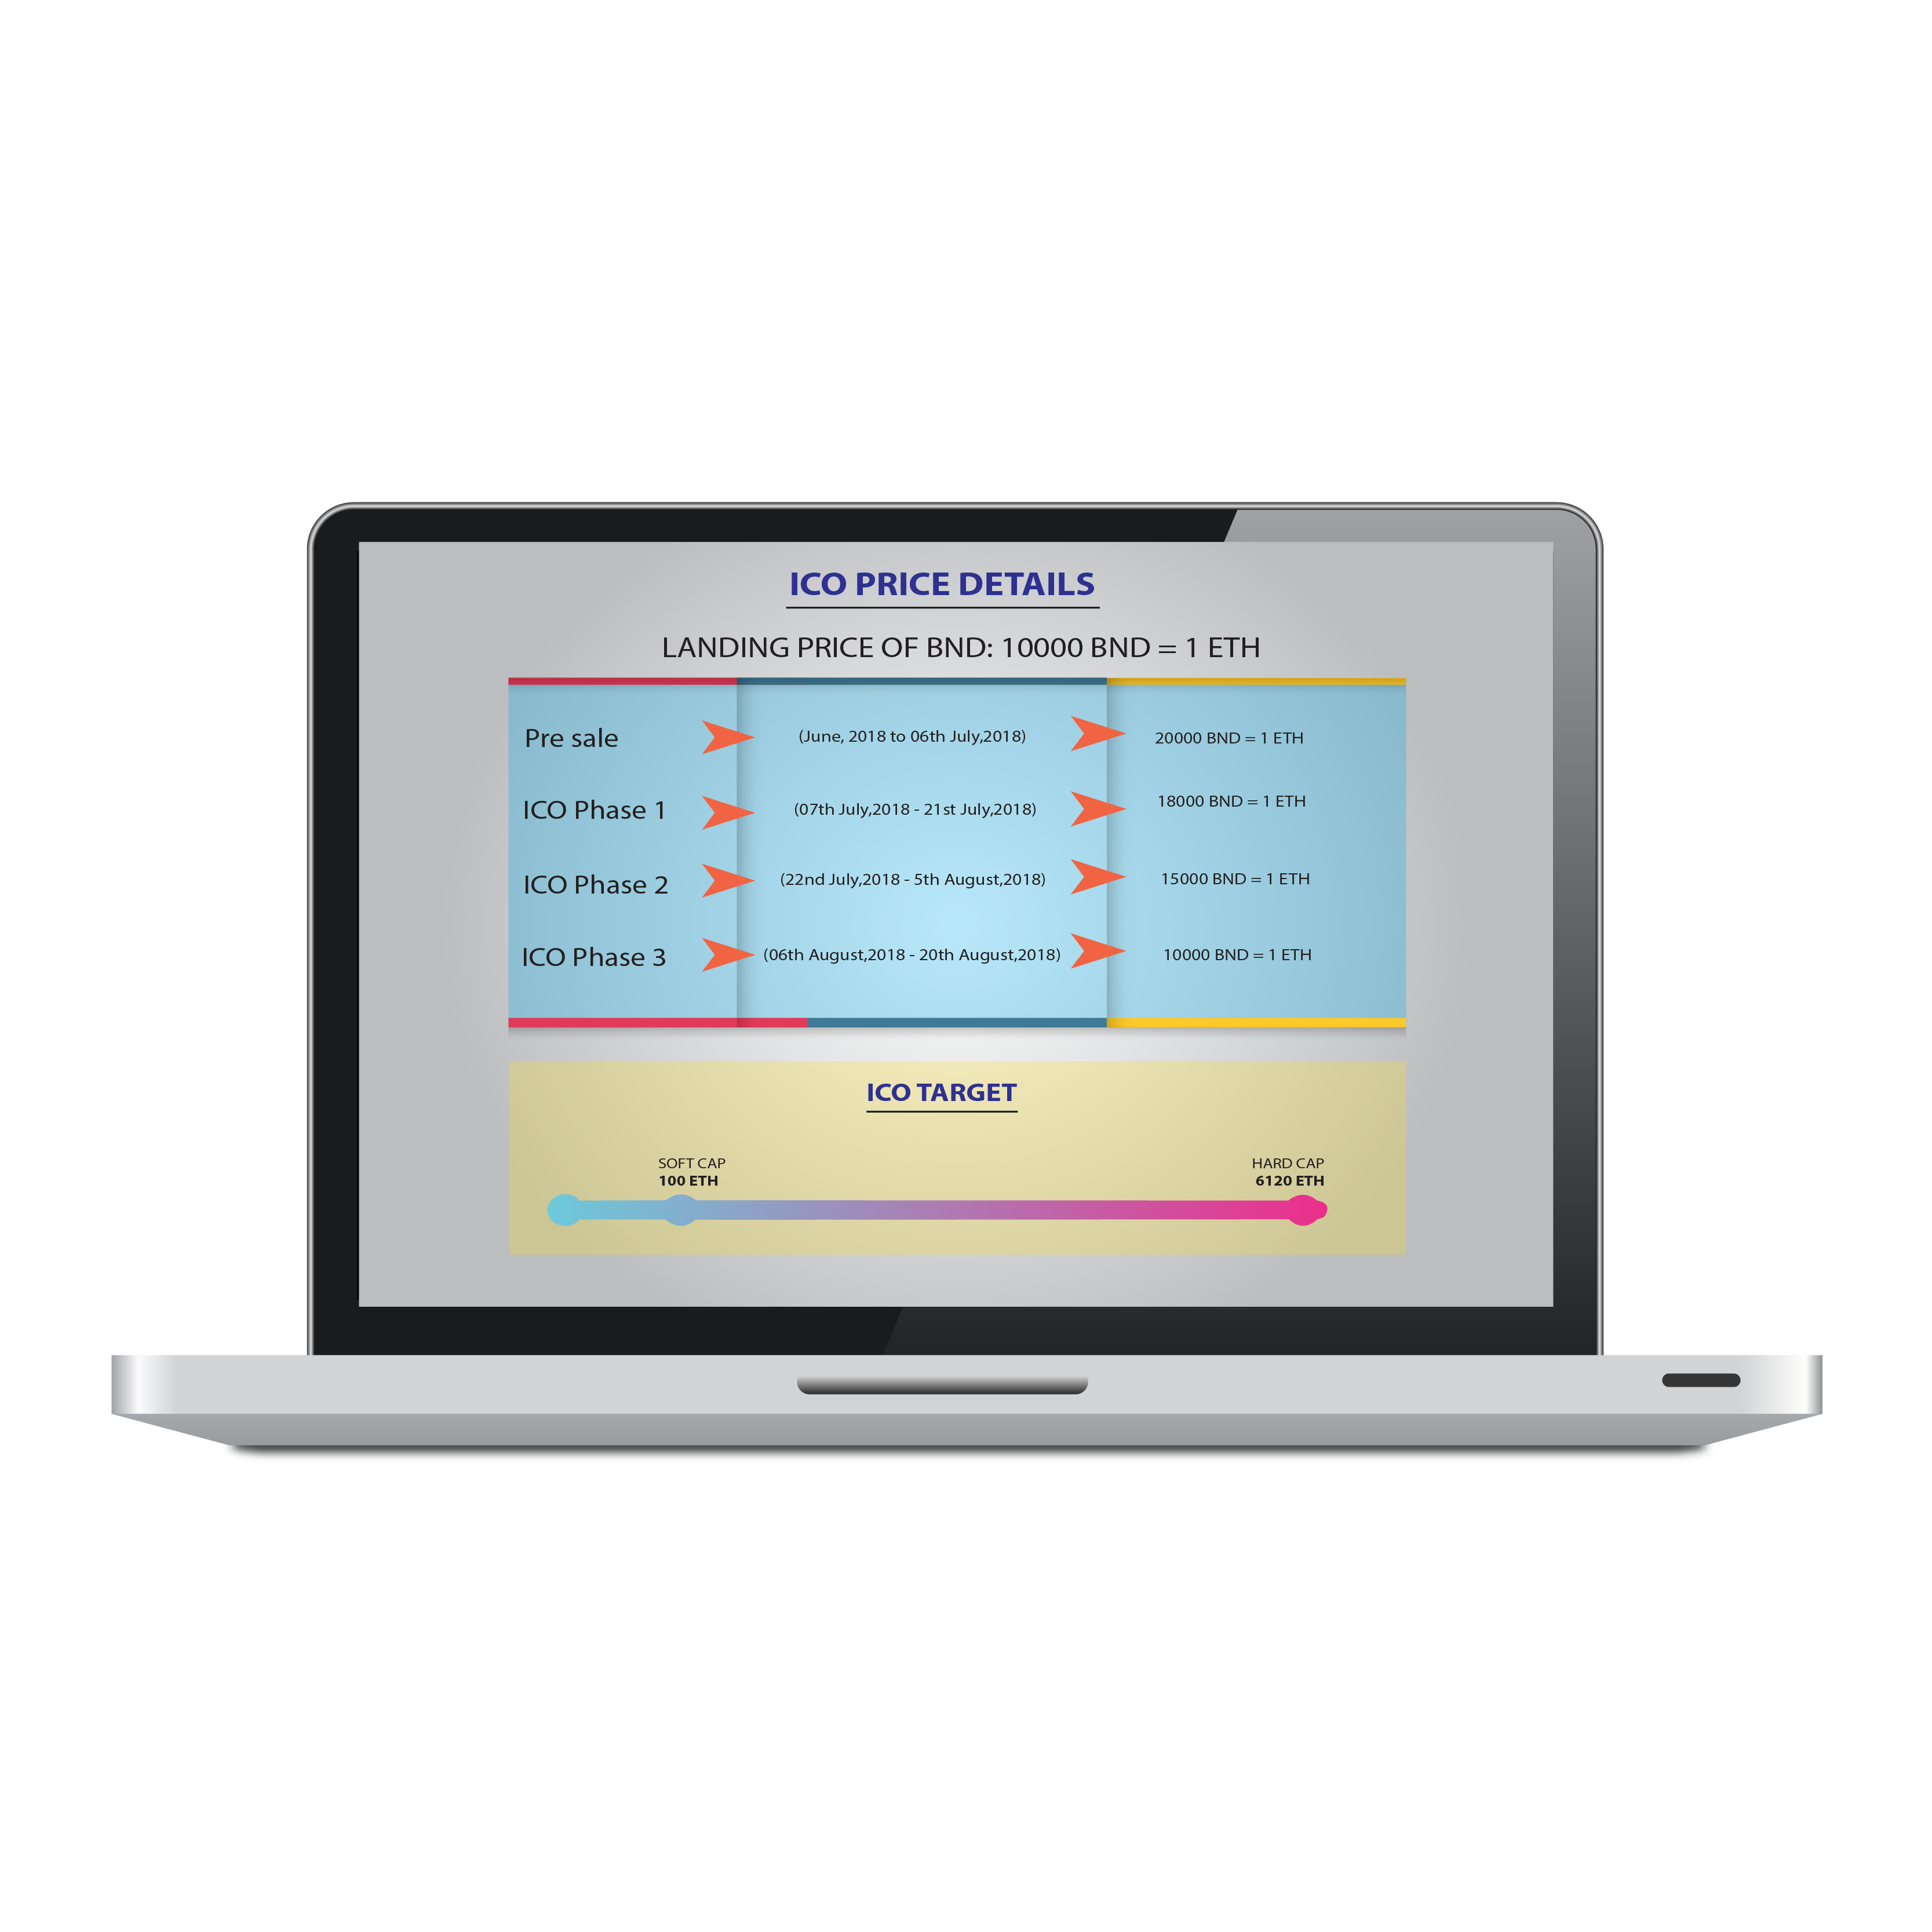 ICO PRICE DETAILS
LANDING PRICE OF BND: 10000 BND = 1 ETH
Pre sale (June, 2018 to 06th July,2018) 20000 BND = 1 ETH
ICO Phase 1 (07th July,2018 - 21st July,2018) 18000 BND = 1 ETH
ICO Phase 2 (22nd July,2018 - 5th August,2018) 15000 BND = 1 ETH
ICO Phase 3 (06th August,2018 - 20th August,2018) 10000 BND = 1 ETH
ICO TARGET
SOFT CAP HARD CAP
100 ETH 6120 ETH